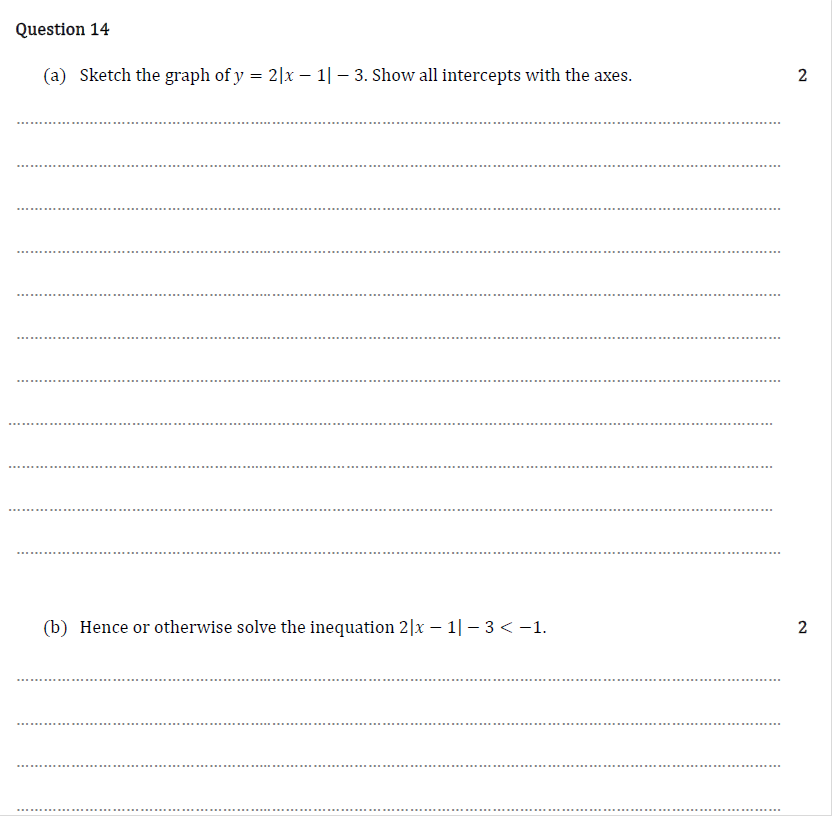 Question 14
(a) Sketch the graph of y = 2|x − 1| − 3. Show all intercepts with the axes. 2
(b) Hence or otherwise solve the inequation 2|x − 1| − 3 < −1. 2